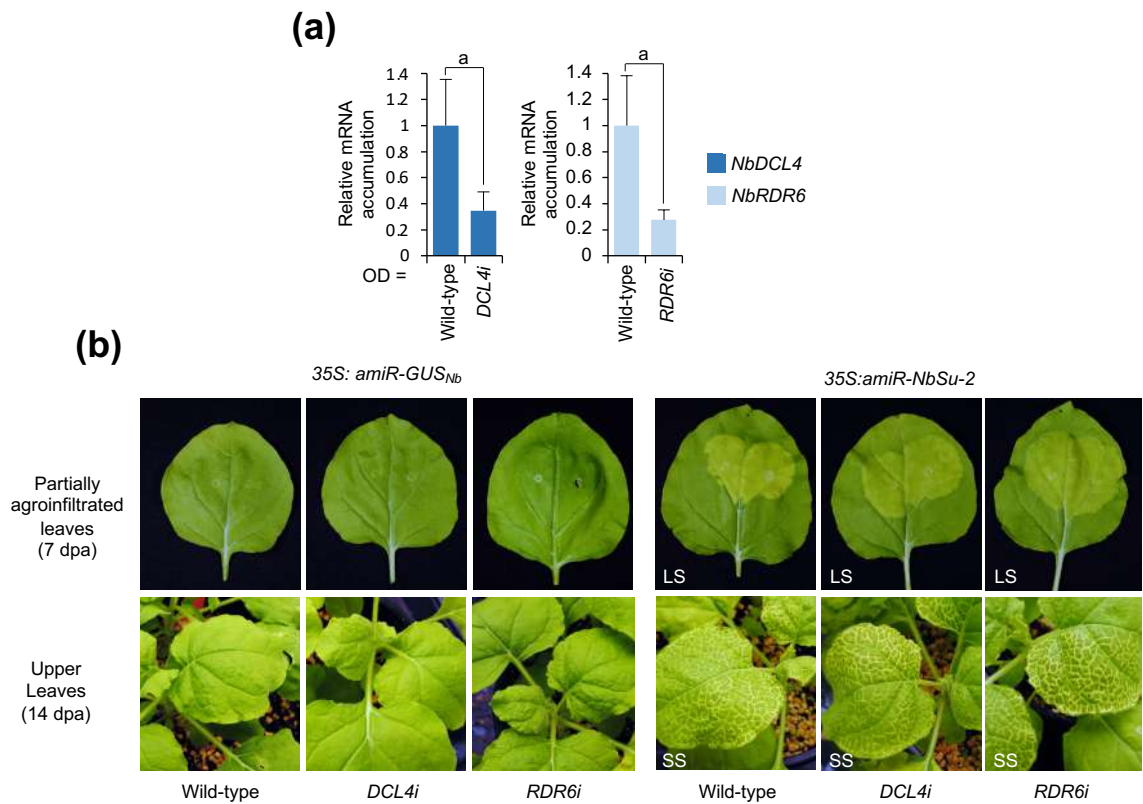 (a)
a
a
Relative mRNA
accumulation
1.4
1.2
1
0.8
0.6
0.4
0.2
0
Relative mRNA
accumulation
1.4
1.2
1
0.8
0.6
0.4
0.2
0
NbDCL4
NbRDR6
OD =
Wild-type
DCL4i
Wild-type
RDR6i
(b)
35S: amiR-GUSNb
35S:amiR-NbSu-2
Partially
agroinfiltrated
leaves
(7 dpa)
LS
LS
LS
Upper
Leaves
(14 dpa)
SS
SS
SS
Wild-type
DCL4i
RDR6i
Wild-type
DCL4i
RDR6i